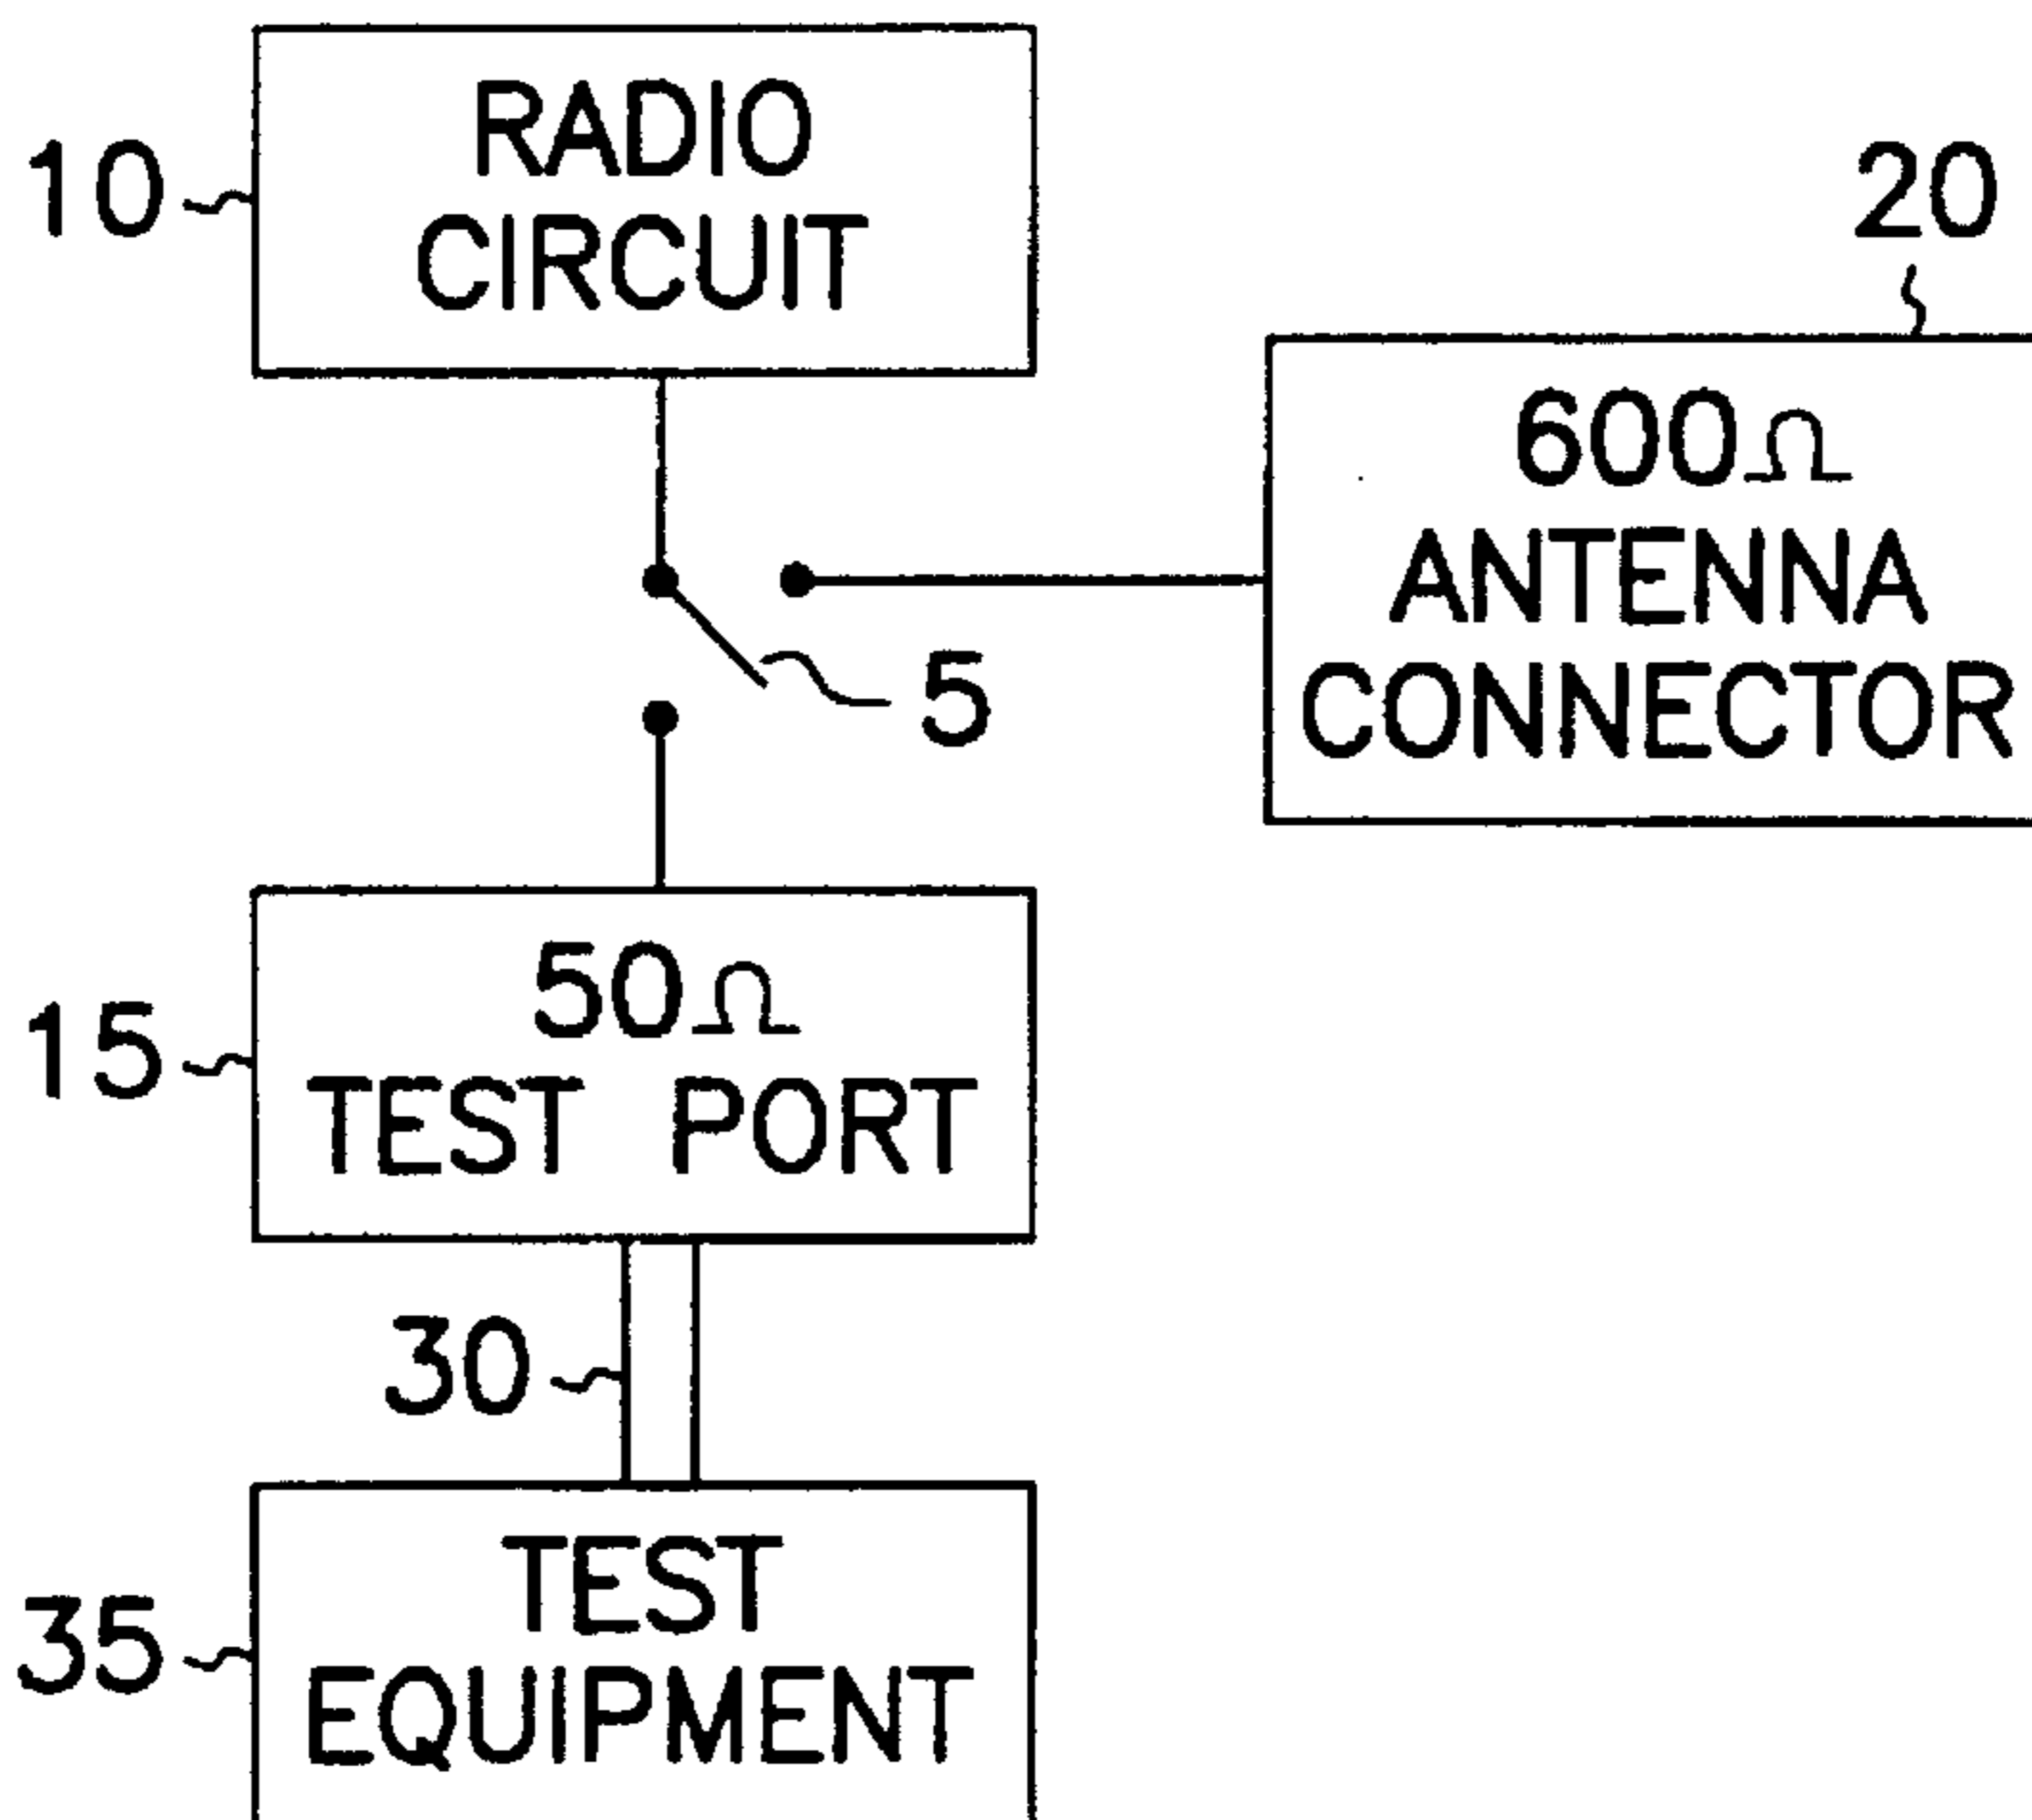 RADIO
CIRCUIT
10
20
600Ω
ANTENNA
CONNECTOR
5
50Ω
TEST PORT
15
30
TEST
EQUIPMENT
35